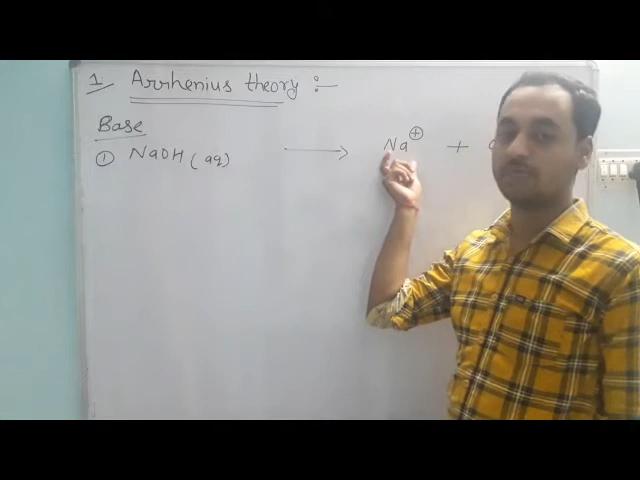 1 Arrhenius theory :-
Base
① NaOH (aq) ⟶ Na⊕ +